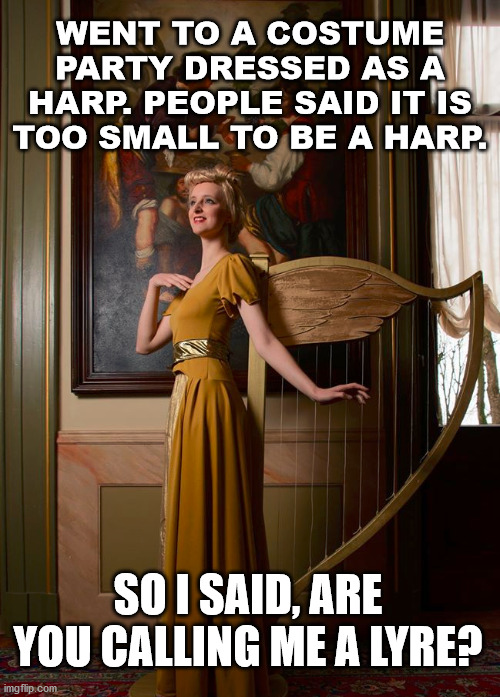 WENT TO A COSTUME
PARTY DRESSED AS A
HARP. PEOPLE SAID IT IS
TOO SMALL TO BE A HARP.
SO I SAID, ARE
YOU CALLING ME A LYRE?
imgflip.com